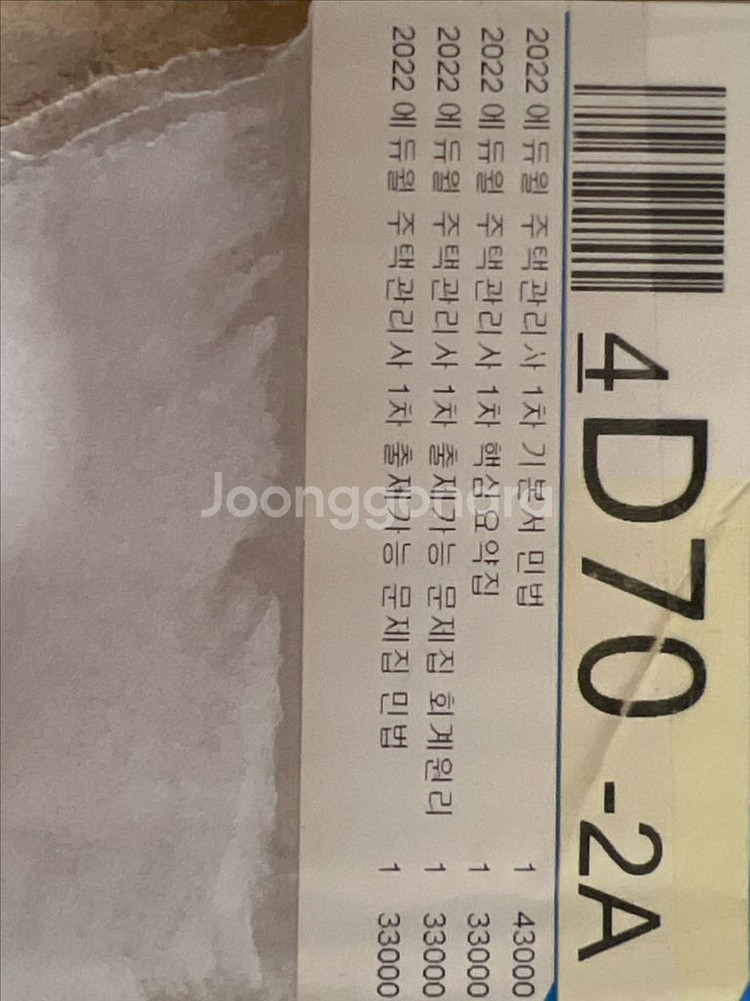 4D70 -2A
2022 에듀윌 주택관리사 1차 기본서 민법 1 43000
2022 에듀윌 주택관리사 1차 핵심요약집 1 33000
2022 에듀윌 주택관리사 1차 출제가능 문제집 회계원리 1 33000
2022 에듀윌 주택관리사 1차 출제가능 문제집 민법 1 33000
Joonggonara